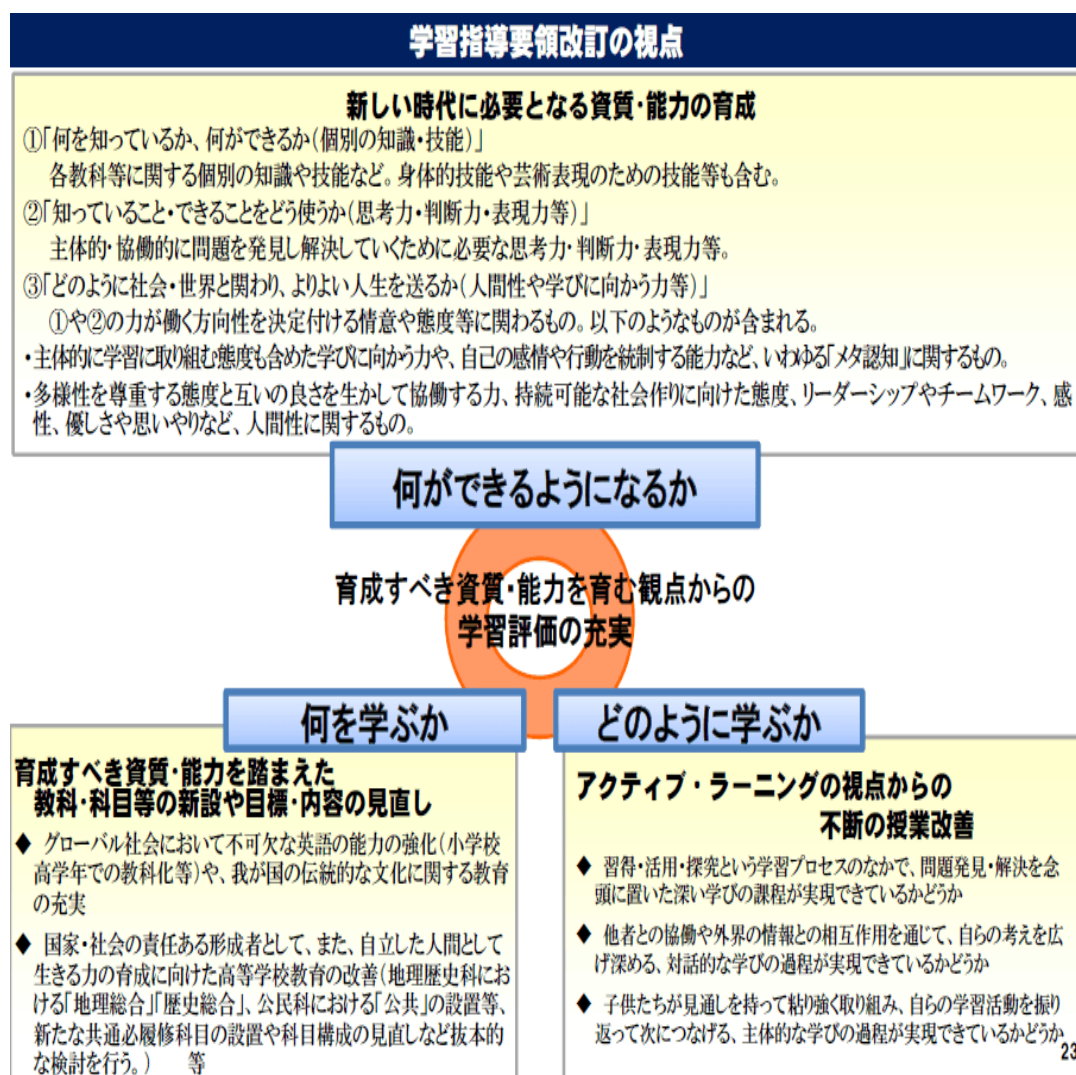 学習指導要領改訂の視点
新しい時代に必要となる資質・能力の育成
①「何を知っているか、何ができるか(個別の知識・技能)」
各教科等に関する個別の知識や技能など。身体的技能や芸術表現のための技能等も含む。
②「知っていること・できることをどう使うか(思考力・判断力・表現力等)」
主体的・協働的に問題を発見し解決していくために必要な思考力・判断力・表現力等。
③「どのように社会・世界と関わり、よりよい人生を送るか(人間性や学びに向かう力等)」
①や②の力が働く方向性を決定付ける情意や態度等に関わるもの。以下のようなものが含まれる。
・主体的に学習に取り組む態度も含めた学びに向かう力や、自己の感情や行動を統制する能力など、いわゆる「メタ認知」に関するもの。
・多様性を尊重する態度と互いの良さを生かして協働する力、持続可能な社会作りに向けた態度、リーダーシップやチームワーク、感
性、優しさや思いやりなど、人間性に関するもの。
何ができるようになるか
育成すべき資質・能力を育む観点からの
学習評価の充実
何を学ぶか
育成すべき資質・能力を踏まえた
教科・科目等の新設や目標・内容の見直し
◆ グローバル社会において不可欠な英語の能力の強化(小学校
高学年での教科化等)や、我が国の伝統的な文化に関する教育
の充実
◆ 国家・社会の責任ある形成者として、また、自立した人間として
生きる力の育成に向けた高等学校教育の改善(地理歴史科にお
ける「地理総合」「歴史総合」、公民科における「公共」の設置等、
新たな共通必履修科目の設置や科目構成の見直しなど抜本的
な検討を行う。) 等
どのように学ぶか
アクティブ・ラーニングの視点からの
不断の授業改善
◆ 習得・活用・探究という学習プロセスのなかで、問題発見・解決を念
頭に置いた深い学びの課程が実現できているかどうか
◆ 他者との協働や外界の情報との相互作用を通じて、自らの考えを広
げ深める、対話的な学びの過程が実現できているかどうか
◆ 子供たちが見通しを持って粘り強く取り組み、自らの学習活動を振り
返って次につなげる、主体的な学びの過程が実現できているかどうか
23